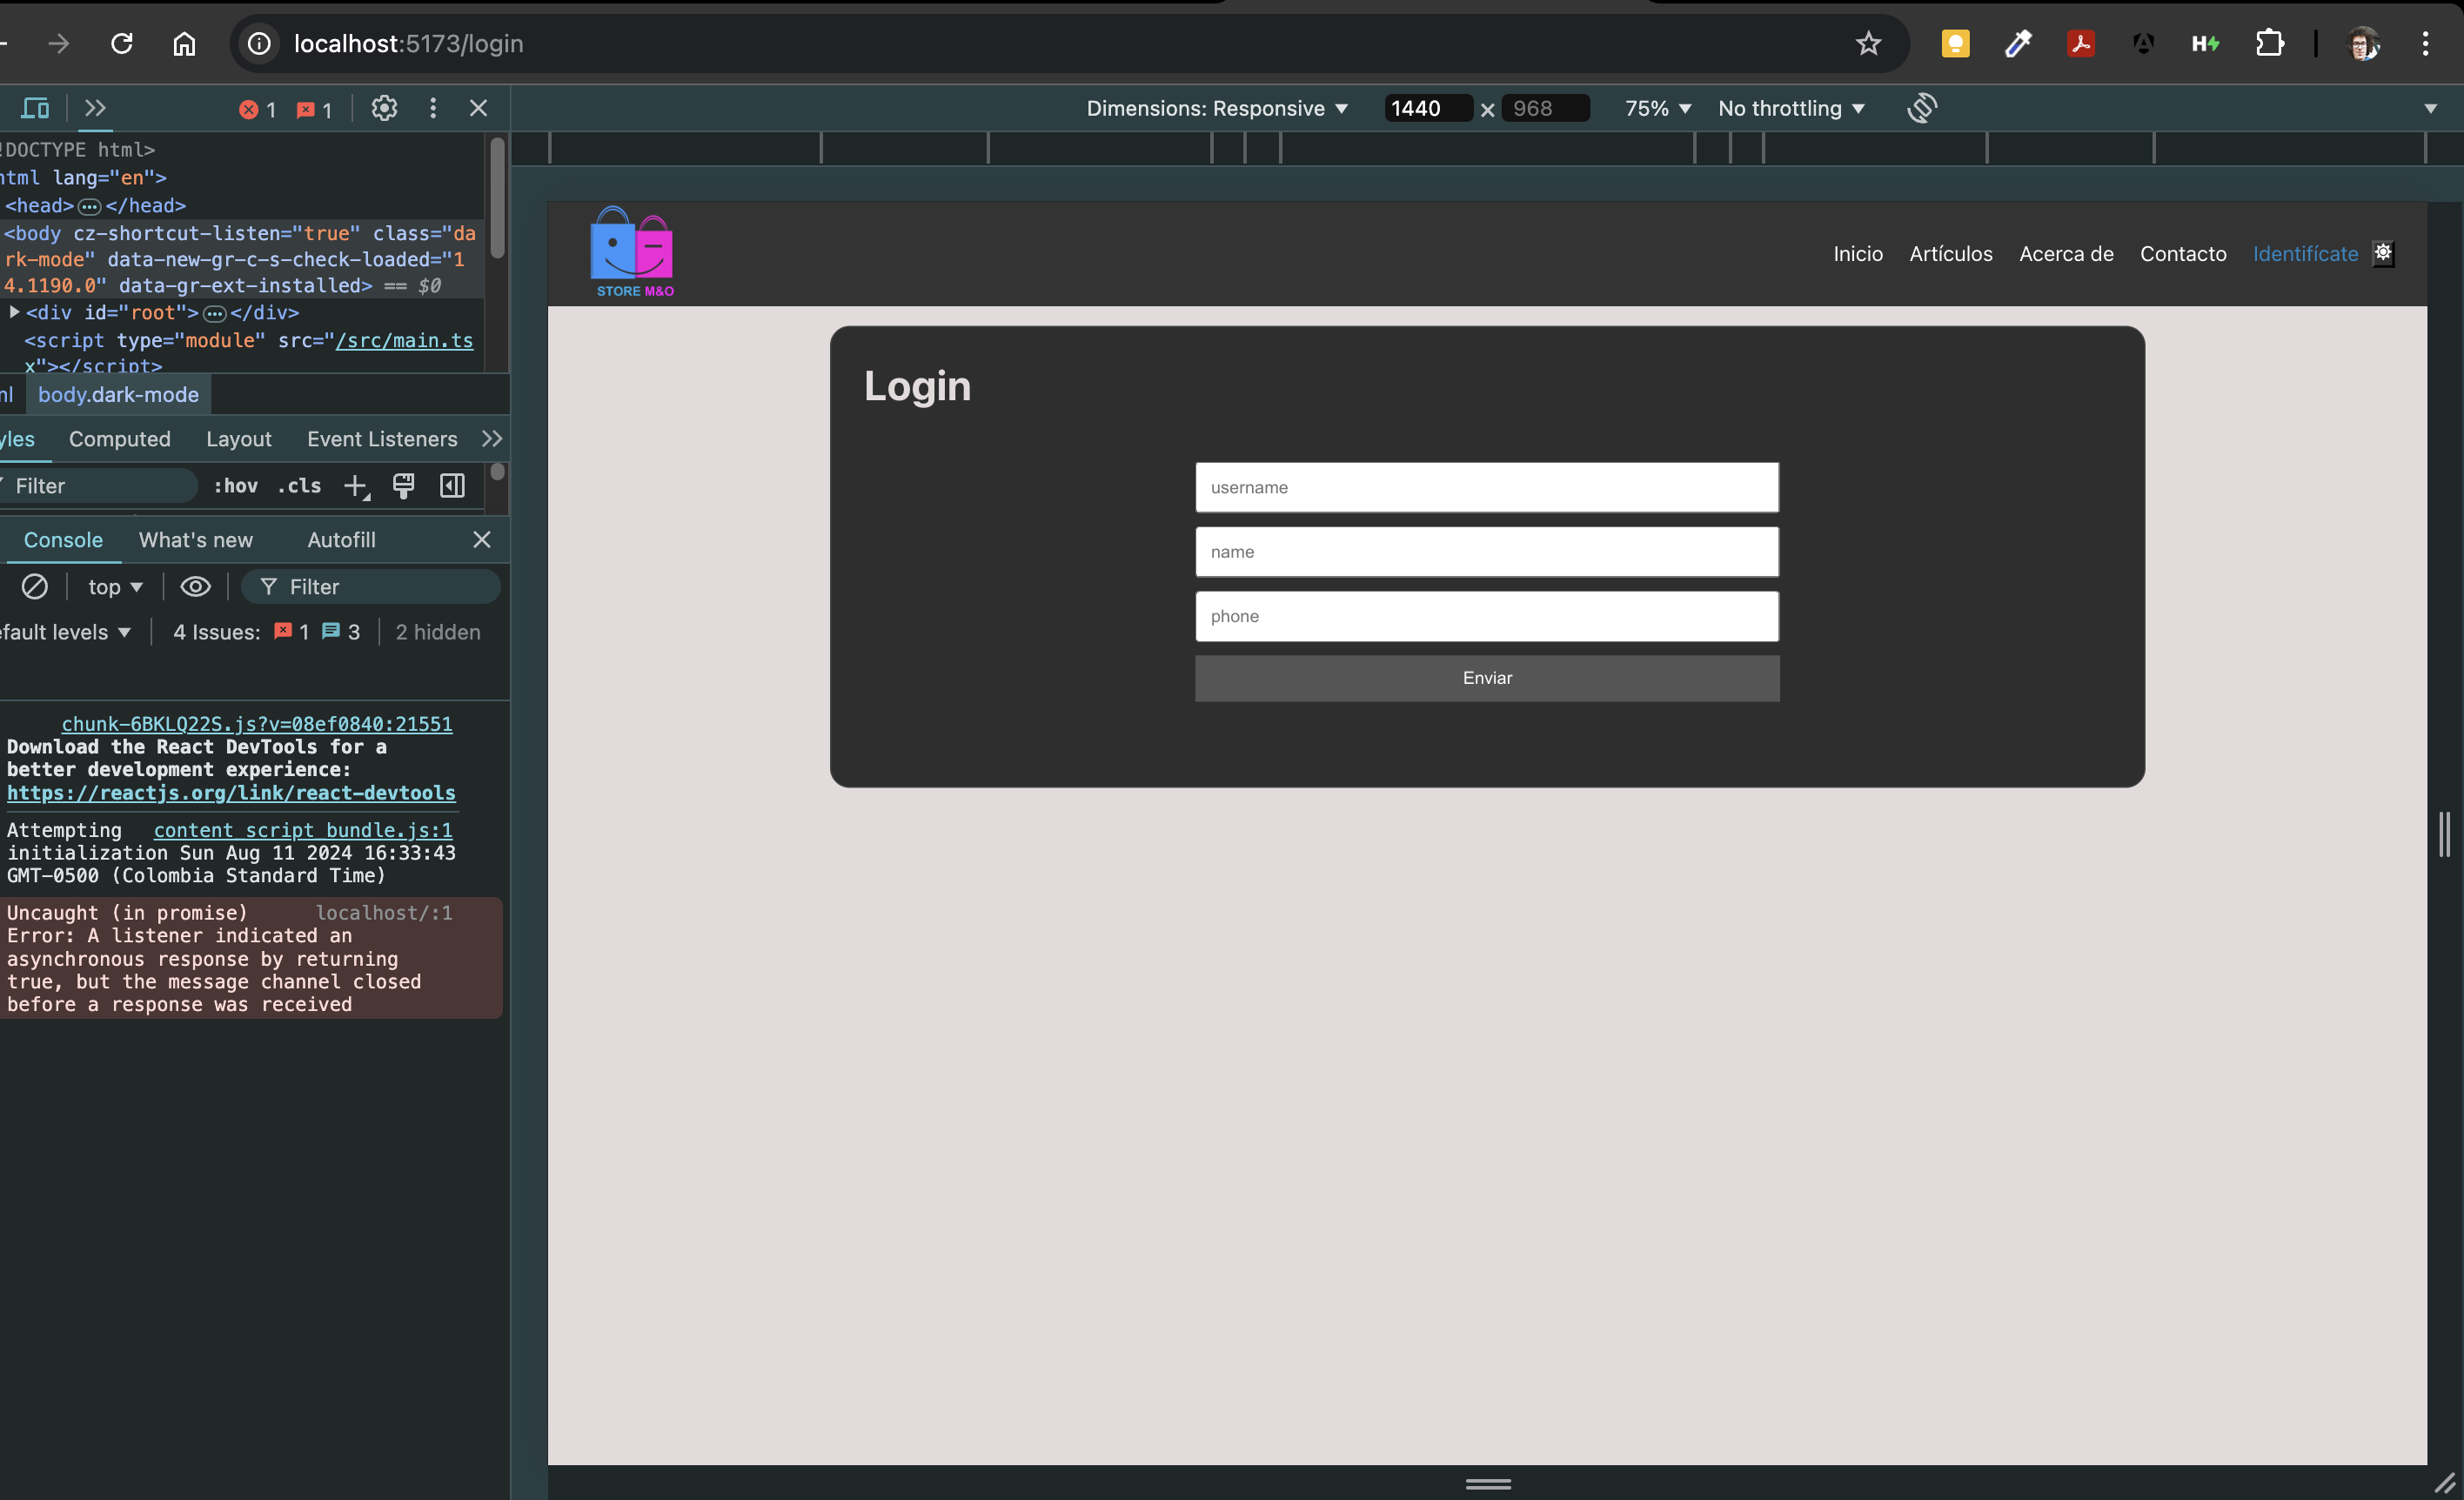 localhost:5173/login
1 1
Dimensions: Responsive 1440 × 968 75% No throttling
!DOCTYPE html>
html lang="en">
<head>…</head>
<body cz-shortcut-listen="true" class="da
rk-mode" data-new-gr-c-s-check-loaded="1
4.1190.0" data-gr-ext-installed> == $0
<div id="root">…</div>
<script type="module" src="/src/main.ts
x"></script>
ml body.dark-mode
yles Computed Layout Event Listeners
Filter :hov .cls
Console What's new Autofill
top Filter
efault levels 4 Issues: 1 3 2 hidden
chunk-6BKLQ22S.js?v=08ef0840:21551
Download the React DevTools for a
better development experience:
https://reactjs.org/link/react-devtools
Attempting content_script_bundle.js:1
initialization Sun Aug 11 2024 16:33:43
GMT-0500 (Colombia Standard Time)
Uncaught (in promise) localhost/:1
Error: A listener indicated an
asynchronous response by returning
true, but the message channel closed
before a response was received
STORE M&O
Inicio Artículos Acerca de Contacto Identifícate
Login
username
name
phone
Enviar